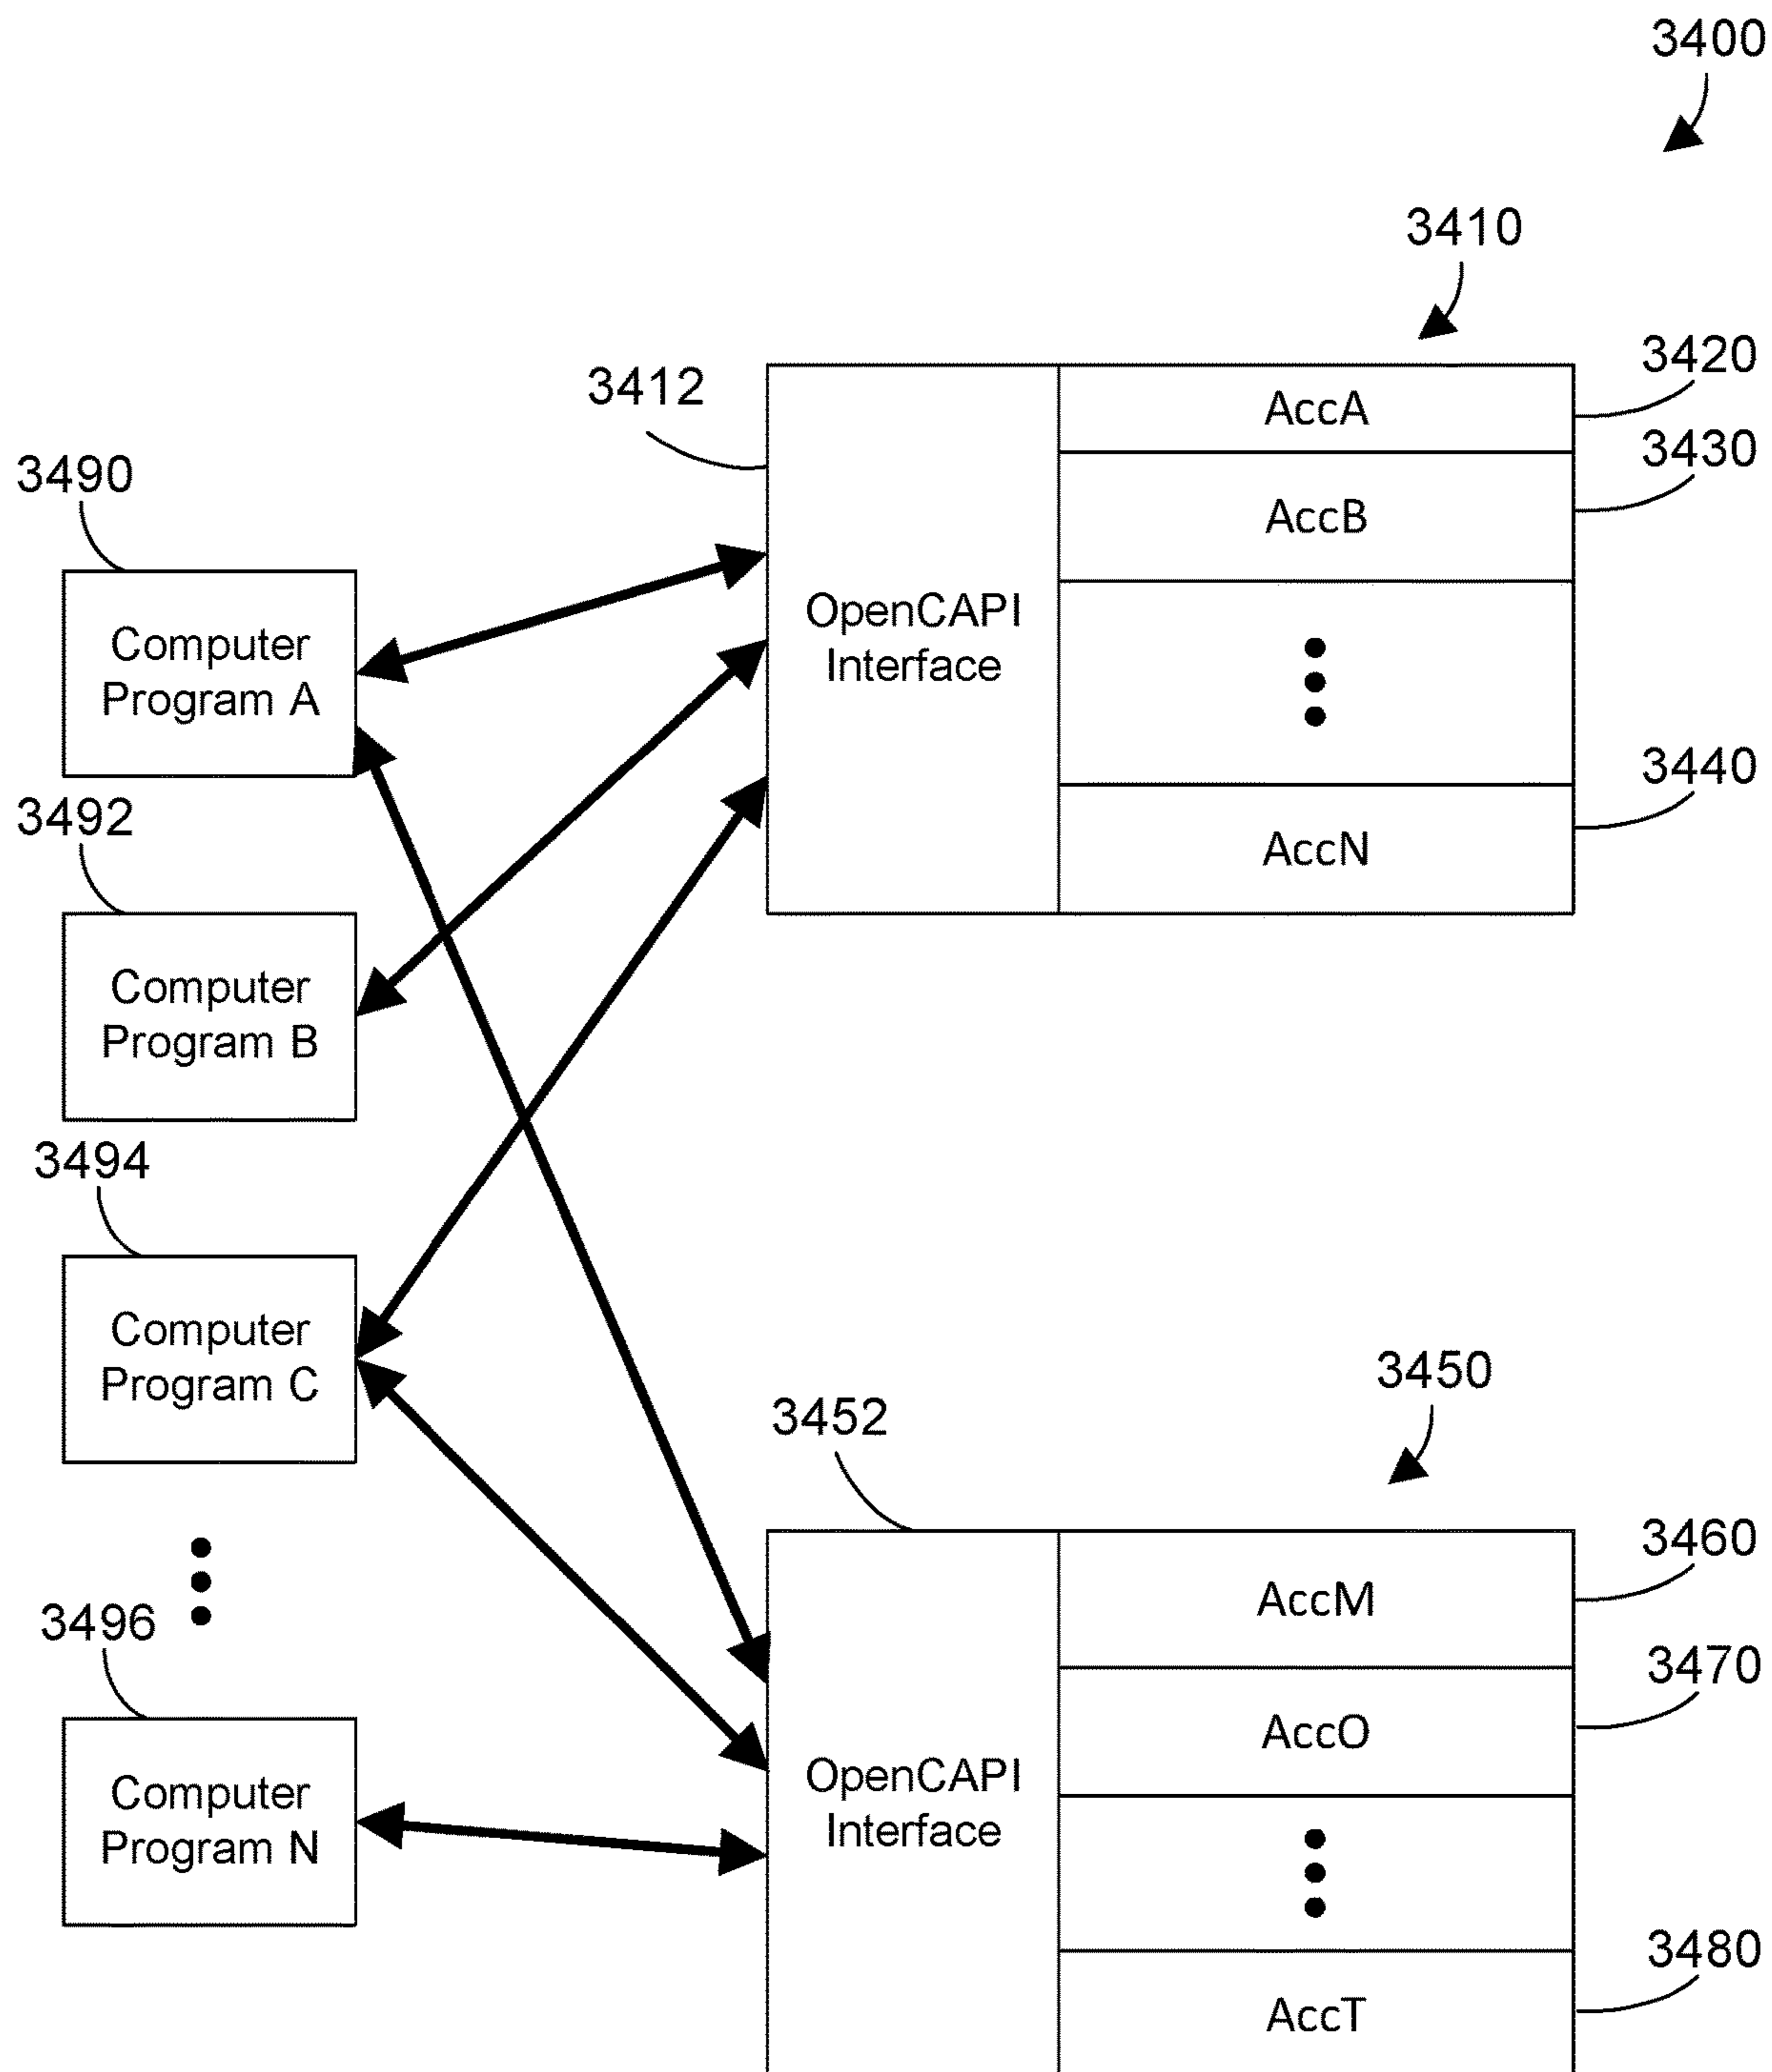 3400
3410
3412
3420
AccA
3430
AccB
3490
OpenCAPI
Interface
Computer
Program A
3440
AccN
3492
Computer
Program B
3494
Computer
Program C
3450
3452
3460
AccM
3470
AccO
3496
OpenCAPI
Interface
Computer
Program N
3480
AccT